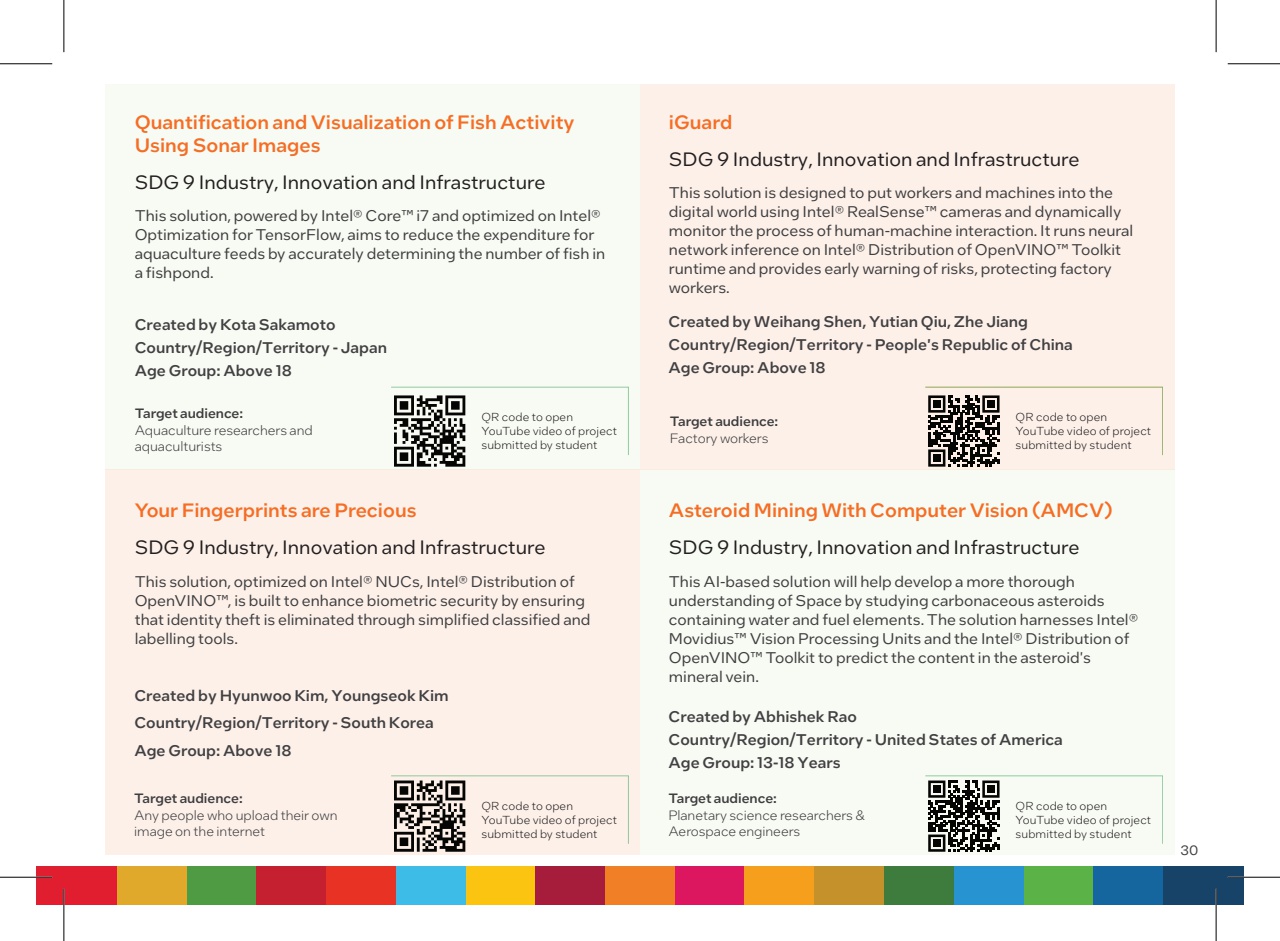 Quantification and Visualization of Fish Activity
Using Sonar Images
SDG 9 Industry, Innovation and Infrastructure
This solution, powered by Intel® Core™ i7 and optimized on Intel®
Optimization for TensorFlow, aims to reduce the expenditure for
aquaculture feeds by accurately determining the number of fish in
a fishpond.
Created by Kota Sakamoto
Country/Region/Territory - Japan
Age Group: Above 18
Target audience:
Aquaculture researchers and
aquaculturists
QR code to open
YouTube video of project
submitted by student
iGuard
SDG 9 Industry, Innovation and Infrastructure
This solution is designed to put workers and machines into the
digital world using Intel® RealSense™ cameras and dynamically
monitor the process of human-machine interaction. It runs neural
network inference on Intel® Distribution of OpenVINO™ Toolkit
runtime and provides early warning of risks, protecting factory
workers.
Created by Weihang Shen, Yutian Qiu, Zhe Jiang
Country/Region/Territory - People's Republic of China
Age Group: Above 18
Target audience:
Factory workers
QR code to open
YouTube video of project
submitted by student
Your Fingerprints are Precious
SDG 9 Industry, Innovation and Infrastructure
This solution, optimized on Intel® NUCs, Intel® Distribution of
OpenVINO™, is built to enhance biometric security by ensuring
that identity theft is eliminated through simplified classified and
labelling tools.
Created by Hyunwoo Kim, Youngseok Kim
Country/Region/Territory - South Korea
Age Group: Above 18
Target audience:
Any people who upload their own
image on the internet
QR code to open
YouTube video of project
submitted by student
Asteroid Mining With Computer Vision (AMCV)
SDG 9 Industry, Innovation and Infrastructure
This AI-based solution will help develop a more thorough
understanding of Space by studying carbonaceous asteroids
containing water and fuel elements. The solution harnesses Intel®
Movidius™ Vision Processing Units and the Intel® Distribution of
OpenVINO™ Toolkit to predict the content in the asteroid's
mineral vein.
Created by Abhishek Rao
Country/Region/Territory - United States of America
Age Group: 13-18 Years
Target audience:
Planetary science researchers &
Aerospace engineers
QR code to open
YouTube video of project
submitted by student
30